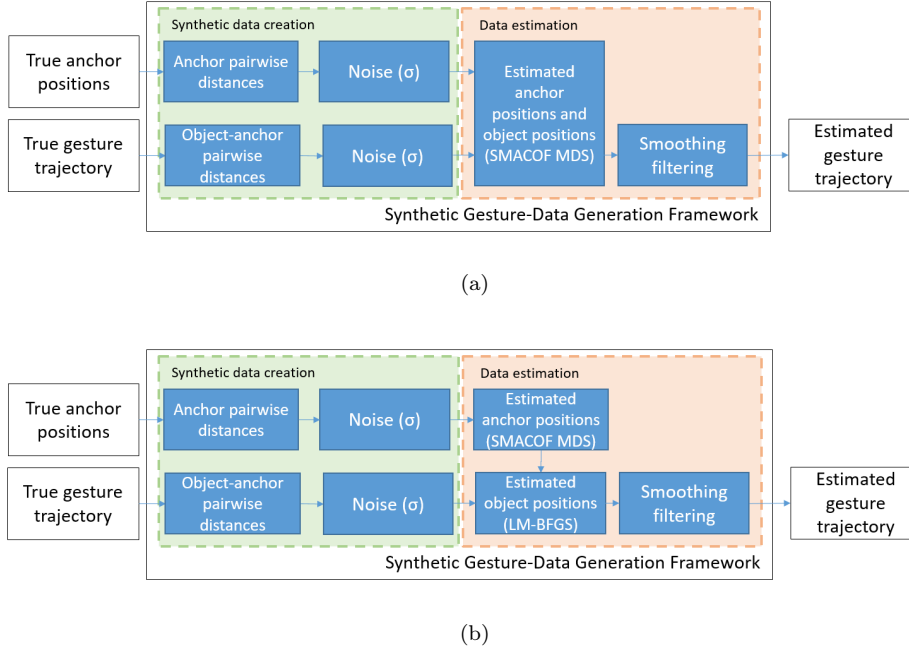 Synthetic data creation
Data estimation
True anchor
positions
Anchor pairwise
distances
Noise (σ)
Estimated
anchor
positions and
object positions
(SMACOF MDS)
True gesture
trajectory
Object-anchor
pairwise
distances
Noise (σ)
Smoothing
filtering
Estimated
gesture
trajectory
Synthetic Gesture-Data Generation Framework
(a)
Synthetic data creation
Data estimation
True anchor
positions
Anchor pairwise
distances
Noise (σ)
Estimated
anchor positions
(SMACOF MDS)
True gesture
trajectory
Object-anchor
pairwise
distances
Noise (σ)
Estimated
object positions
(LM-BFGS)
Smoothing
filtering
Estimated
gesture
trajectory
Synthetic Gesture-Data Generation Framework
(b)